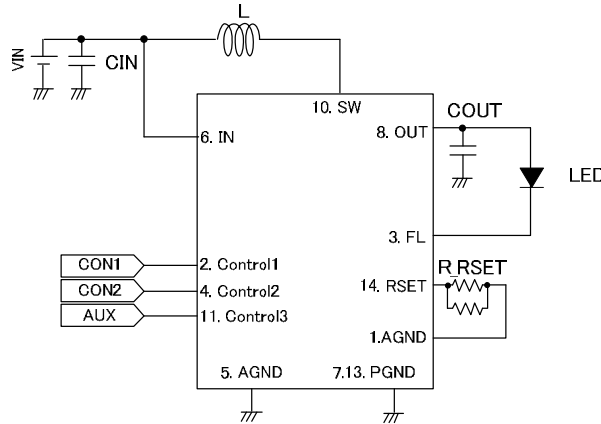 L
VIN
CIN
10. SW
COUT
6. IN
8. OUT
LED
3. FL
CON1
2. Control1
R_RSET
CON2
4. Control2
14. RSET
AUX
11. Control3
1.AGND
5. AGND
7.13. PGND